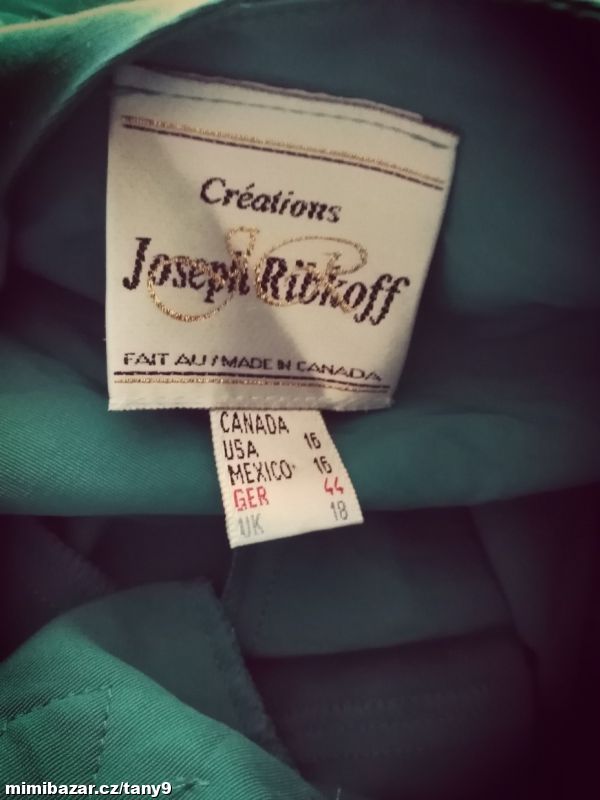 Créations
Joseph Ribkoff
FAIT AU / MADE IN CANADA
CANADA
USA 16
MEXICO 16
GER 44
UK 18
mimibazar.cz/tany9